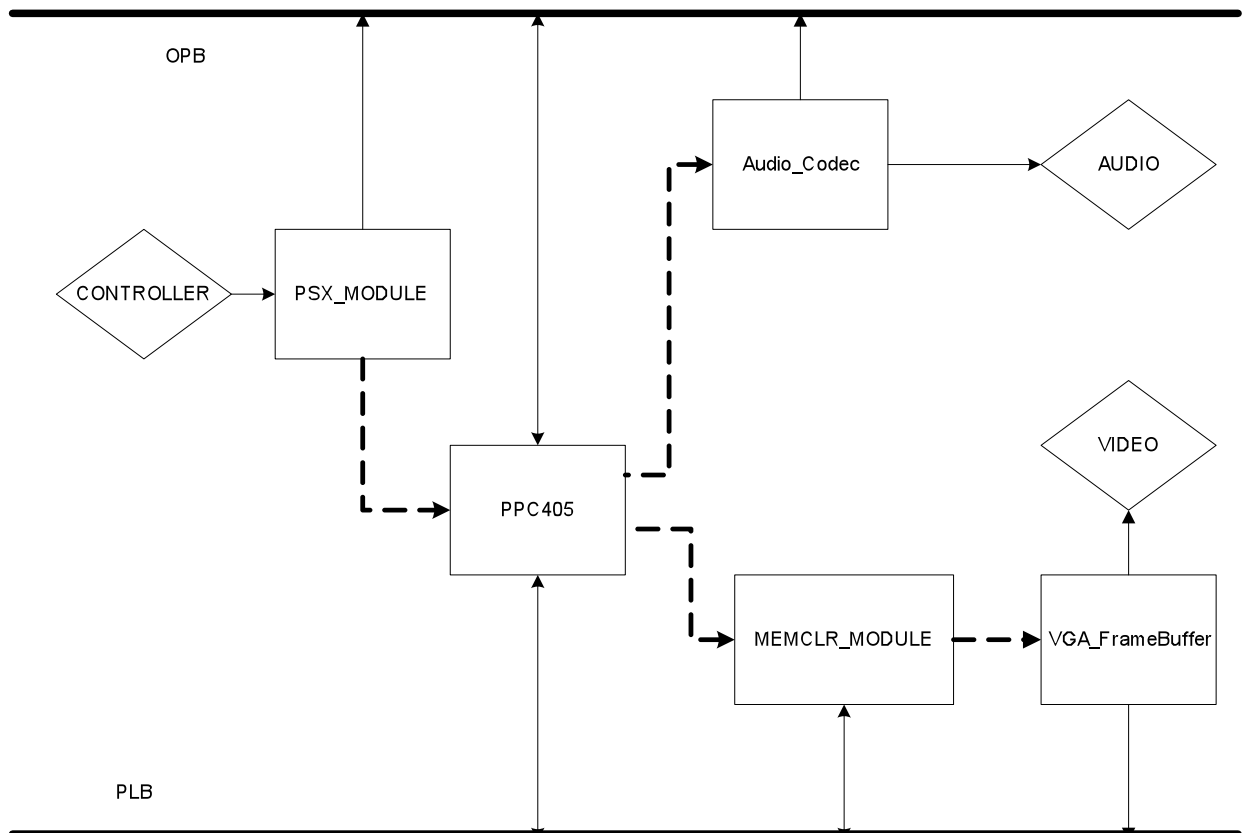 OPB
Audio_Codec
AUDIO
CONTROLLER
PSX_MODULE
VIDEO
PPC405
MEMCLR_MODULE
VGA_FrameBuffer
PLB